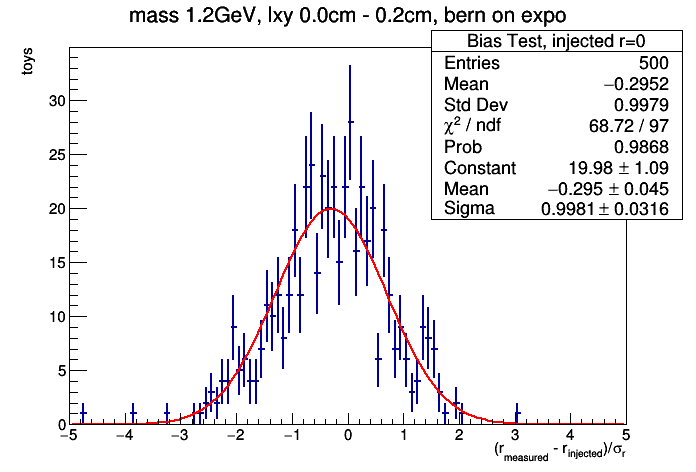 mass 1.2GeV, lxy 0.0cm - 0.2cm, bern on expo
Bias Test, injected r=0
Entries 500
Mean −0.2952
Std Dev 0.9979
χ² / ndf 68.72 / 97
Prob 0.9868
Constant 19.98 ± 1.09
Mean −0.295 ± 0.045
Sigma 0.9981 ± 0.0316
toys
30
25
20
15
10
5
0
−5 −4 −3 −2 −1 0 1 2 3 4 5
(r_measured - r_injected)/σ_r